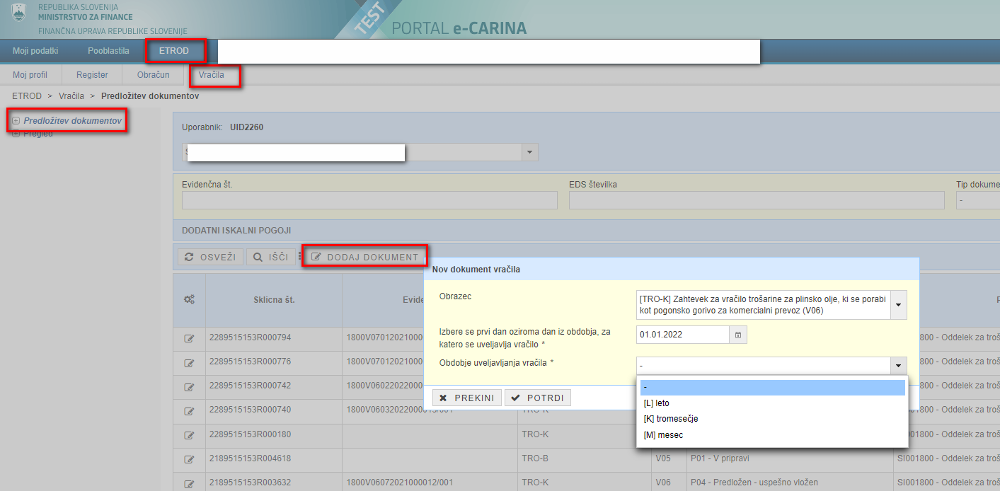 REPUBLIKA SLOVENIJA
MINISTRSTVO ZA FINANCE
FINANČNA UPRAVA REPUBLIKE SLOVENIJE
TEST
PORTAL e-CARINA
Moji podatki Pooblastila ETROD
Moj profil Register Obračun Vračila
ETROD > Vračila > Predložitev dokumentov
Predložitev dokumentov
Pregled
Uporabnik: UID2260
Evidenčna št. EDS številka Tip dokume
-
DODATNI ISKALNI POGOJI
OSVEŽI IŠČI DODAJ DOKUMENT
Nov dokument vračila
Obrazec
[TRO-K] Zahtevek za vračilo trošarine za plinsko olje, ki se porabi
kot pogonsko gorivo za komercialni prevoz (V06)
Izbere se prvi dan oziroma dan iz obdobja, za
katero se uveljavlja vračilo *
01.01.2022
Obdobje uveljavljanja vračila *
-
-
[L] leto
[K] tromesečje
[M] mesec
PREKINI POTRDI
Sklicna št. Evide
2289515153R000794 1800V07012021000 800 - Oddelek za troš
2289515153R000776 1800V07012021000 800 - Oddelek za troš
2289515153R000742 1800V06022022000 800 - Oddelek za troš
2289515153R000740 1800V06032022000013/001 TRO-K 800 - Oddelek za troš
2289515153R000180 TRO-K 001800 - Oddelek za troš
2189515153R004618 TRO-B V05 P01 - V pripravi SI001800 - Oddelek za troš
2189515153R003632 1800V06072021000012/001 TRO-K V06 P04 - Predložen - uspešno vložen SI001800 - Oddelek za troš